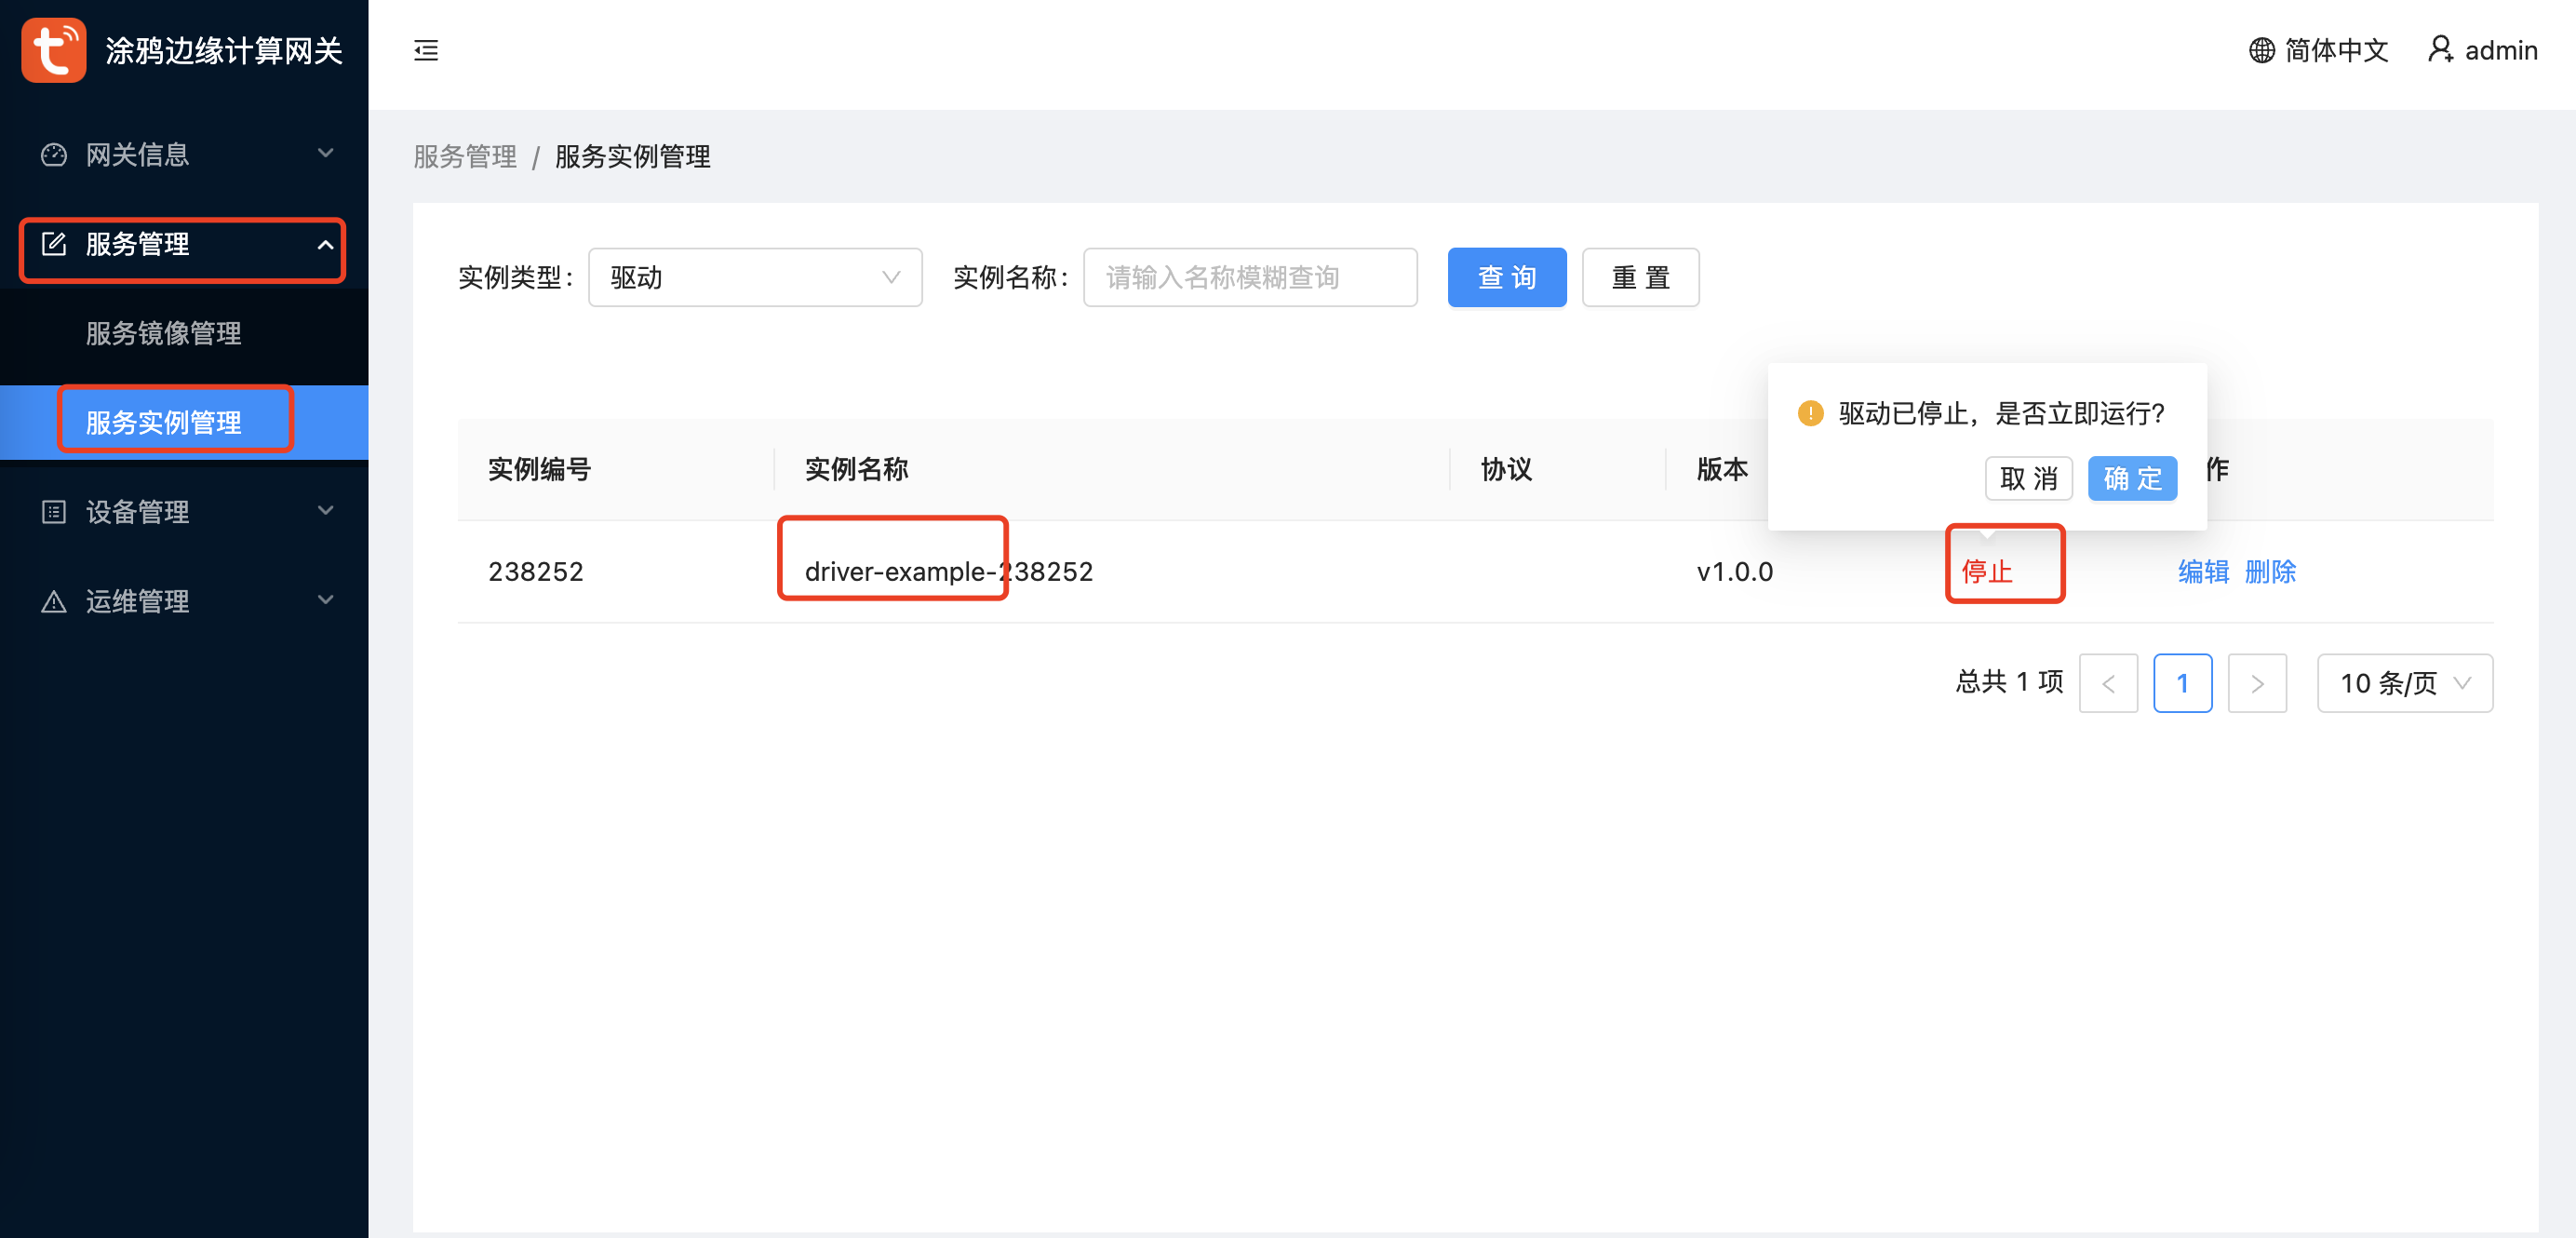 涂鸦边缘计算网关
简体中文 admin
网关信息
服务管理
服务镜像管理
服务实例管理
设备管理
运维管理
服务管理 / 服务实例管理
实例类型： 驱动 实例名称： 请输入名称模糊查询 查 询 重 置
驱动已停止，是否立即运行？
取 消 确 定
实例编号 实例名称 协议 版本 作
238252 driver-example-238252 v1.0.0 停止 编辑 删除
总共 1 项 < 1 > 10 条/页